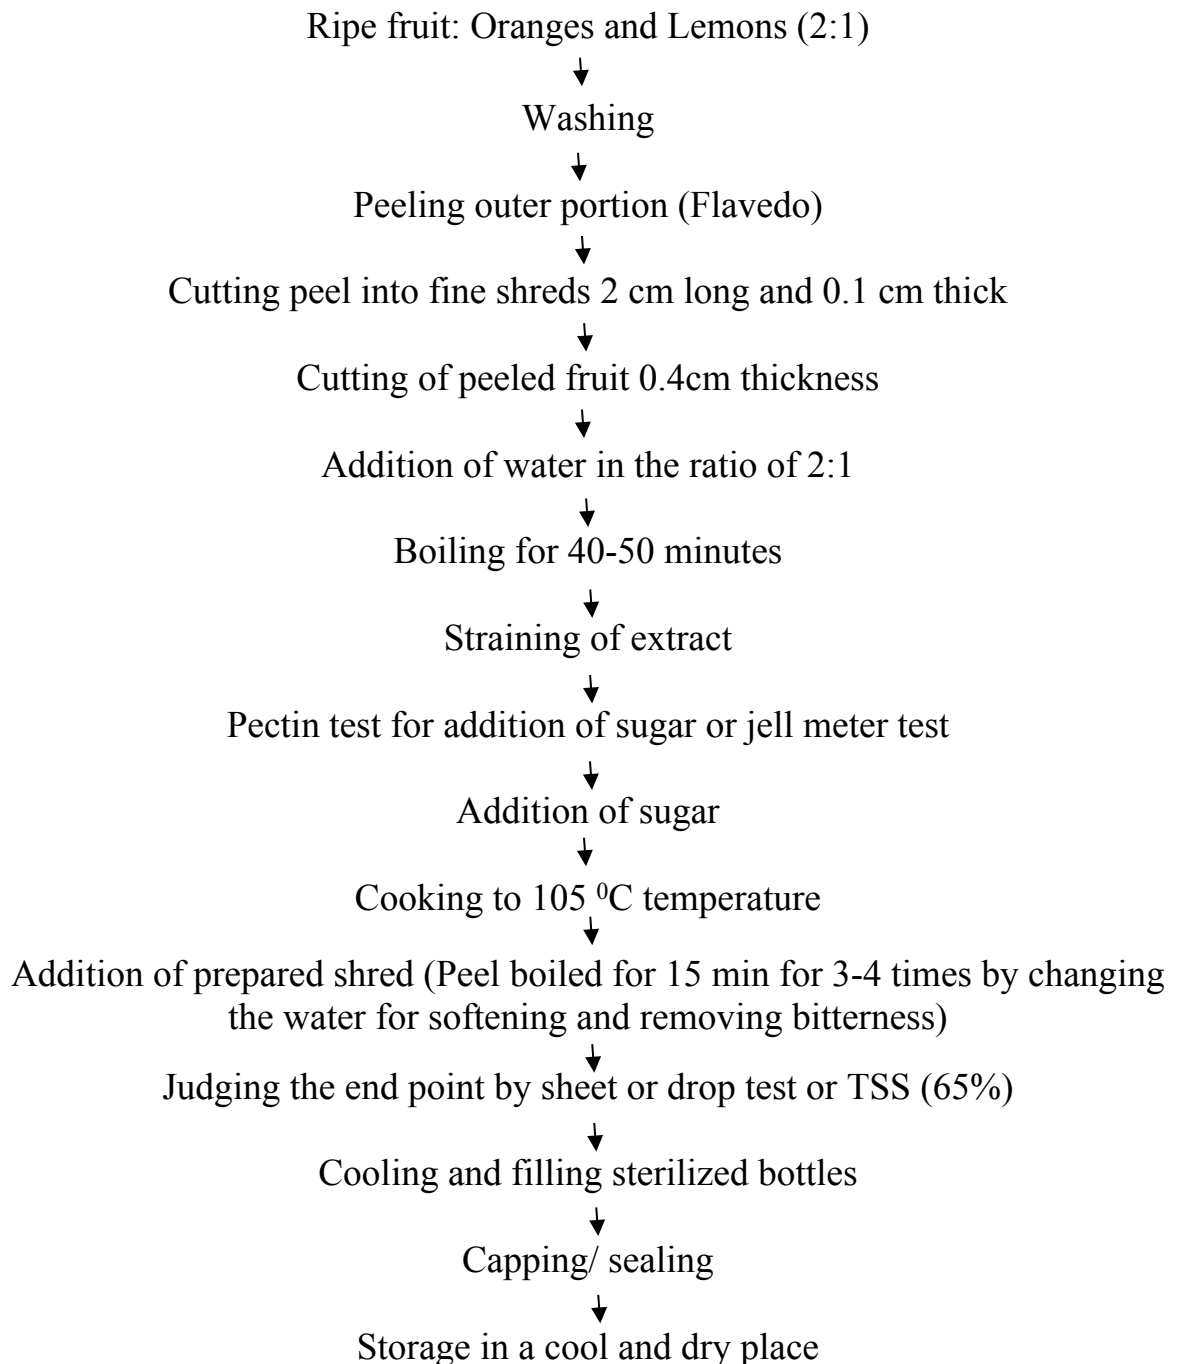 Ripe fruit: Oranges and Lemons (2:1)
Washing
Peeling outer portion (Flavedo)
Cutting peel into fine shreds 2 cm long and 0.1 cm thick
Cutting of peeled fruit 0.4cm thickness
Addition of water in the ratio of 2:1
Boiling for 40-50 minutes
Straining of extract
Pectin test for addition of sugar or jell meter test
Addition of sugar
Cooking to 105 ⁰C temperature
Addition of prepared shred (Peel boiled for 15 min for 3-4 times by changing
the water for softening and removing bitterness)
Judging the end point by sheet or drop test or TSS (65%)
Cooling and filling sterilized bottles
Capping/ sealing
Storage in a cool and dry place